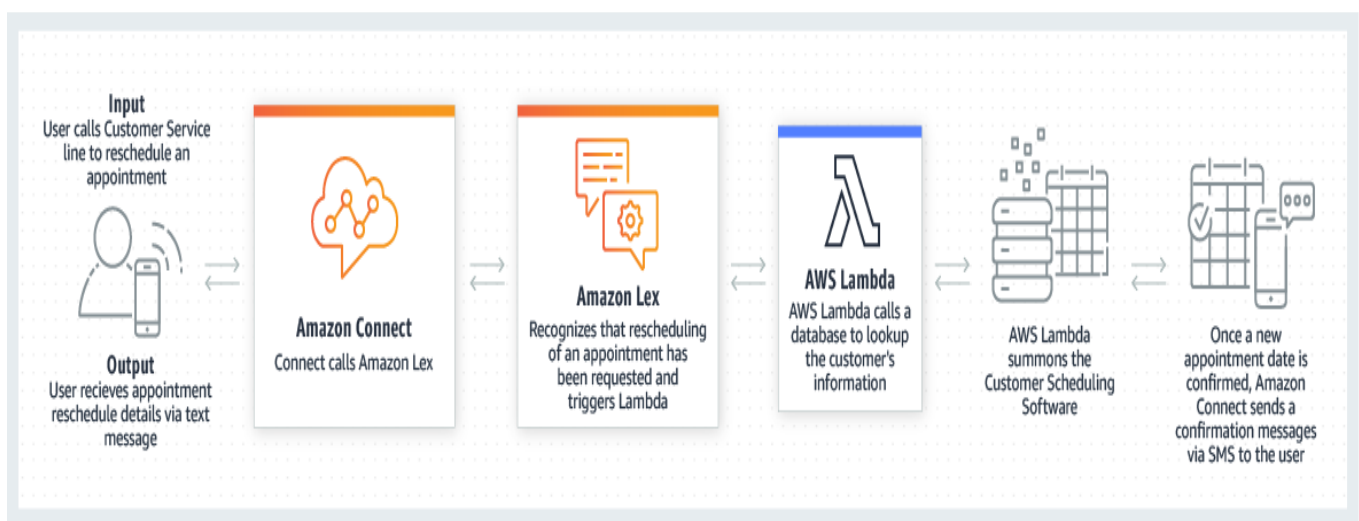 Input
User calls Customer Service
line to reschedule an
appointment
Output
User recieves appointment
reschedule details via text
message
Amazon Connect
Connect calls Amazon Lex
Amazon Lex
Recognizes that rescheduling
of an appointment has
been requested and
triggers Lambda
AWS Lambda
AWS Lambda calls a
database to lookup
the customer's
information
AWS Lambda
summons the
Customer Scheduling
Software
Once a new
appointment date is
confirmed, Amazon
Connect sends a
confirmation messages
via SMS to the user